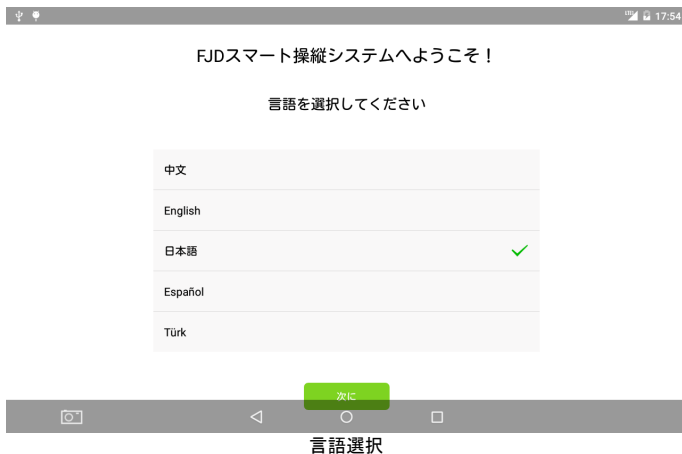 17:54
FJDスマート操縦システムへようこそ！
言語を選択してください
中文
English
日本語
Español
Türk
次に
言語選択